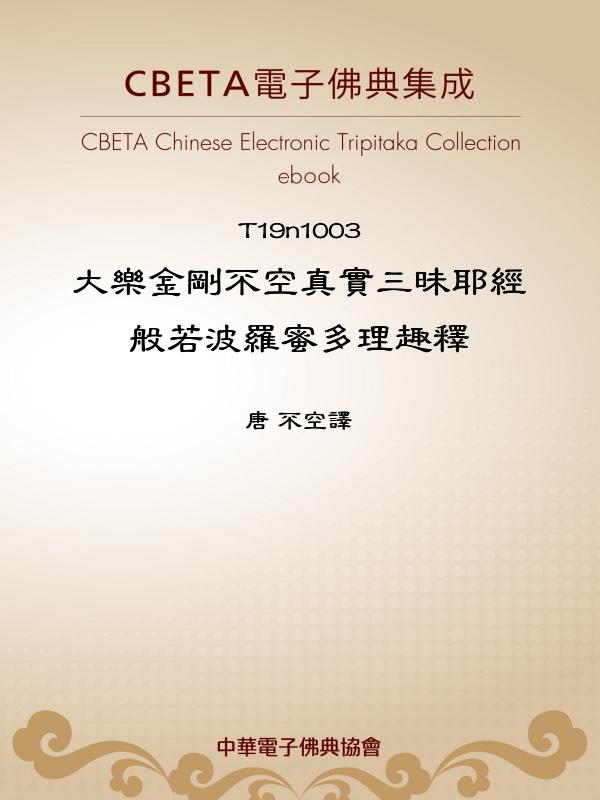 CBETA電子佛典集成
CBETA Chinese Electronic Tripitaka Collection
ebook
T19n1003
大樂金剛不空真實三昧耶經
般若波羅蜜多理趣釋
唐 不空譯
中華電子佛典協會